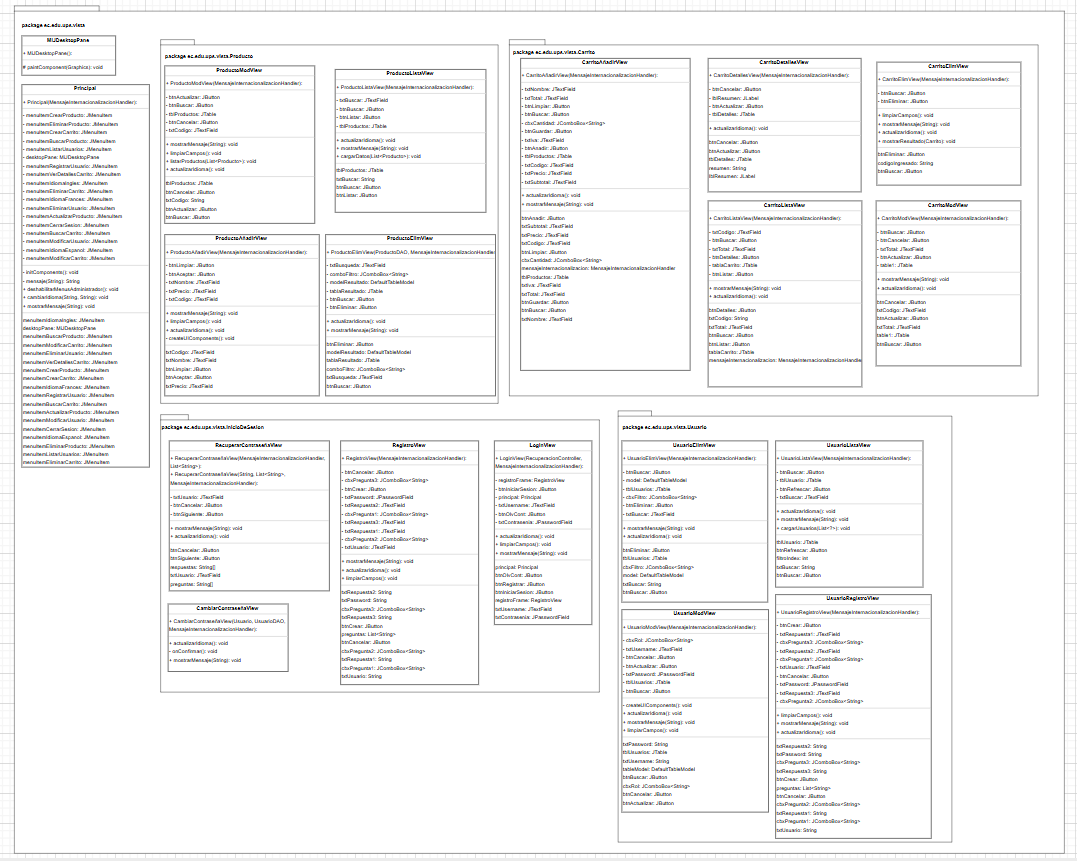 package ec.edu.ups.vista
MiJDesktopPane
+ MiJDesktopPane():
# paintComponent(Graphics): void
Principal
+ Principal(MensajeInternacionalizacionHandler):
- menuItemCrearProducto: JMenuItem
- menuItemEliminarProducto: JMenuItem
- menuItemCrearCarrito: JMenuItem
- menuItemBuscarProducto: JMenuItem
- menuItemListarUsuarios: JMenuItem
- desktopPane: MiJDesktopPane
- menuItemRegistrarUsuario: JMenuItem
- menuItemVerDetallesCarrito: JMenuItem
- menuItemIdiomaIngles: JMenuItem
- menuItemEliminarCarrito: JMenuItem
- menuItemIdiomaFrances: JMenuItem
- menuItemEliminarUsuario: JMenuItem
- menuItemActualizarProducto: JMenuItem
- menuItemCerrarSesion: JMenuItem
- menuItemBuscarCarrito: JMenuItem
- menuItemModificarUsuario: JMenuItem
- menuItemIdiomaEspanol: JMenuItem
- menuItemModificarCarrito: JMenuItem
- initComponents(): void
- mensaje(String): String
+ deshabilitarMenusAdministrador(): void
+ cambiarIdioma(String, String): void
+ mostrarMensaje(String): void
menuItemIdiomaIngles: JMenuItem
desktopPane: MiJDesktopPane
menuItemBuscarProducto: JMenuItem
menuItemModificarCarrito: JMenuItem
menuItemEliminarUsuario: JMenuItem
menuItemVerDetallesCarrito: JMenuItem
menuItemCrearProducto: JMenuItem
menuItemCrearCarrito: JMenuItem
menuItemIdiomaFrances: JMenuItem
menuItemRegistrarUsuario: JMenuItem
menuItemBuscarCarrito: JMenuItem
menuItemActualizarProducto: JMenuItem
menuItemModificarUsuario: JMenuItem
menuItemCerrarSesion: JMenuItem
menuItemIdiomaEspanol: JMenuItem
menuItemEliminarProducto: JMenuItem
menuItemListarUsuarios: JMenuItem
menuItemEliminarCarrito: JMenuItem
package ec.edu.ups.vista.Producto
ProductoModView
+ ProductoModView(MensajeInternacionalizacionHandler):
- btnActualizar: JButton
- btnBuscar: JButton
- tblProductos: JTable
- btnCancelar: JButton
- txtCodigo: JTextField
+ mostrarMensaje(String): void
+ limpiarCampos(): void
+ listarProductos(List<Producto>): void
+ actualizarIdioma(): void
tblProductos: JTable
btnCancelar: JButton
txtCodigo: String
btnActualizar: JButton
btnBuscar: JButton
ProductoListaView
+ ProductoListaView(MensajeInternacionalizacionHandler):
- txtBuscar: JTextField
- btnBuscar: JButton
- btnListar: JButton
- tblProductos: JTable
+ actualizarIdioma(): void
+ mostrarMensaje(String): void
+ cargarDatos(List<Producto>): void
tblProductos: JTable
txtBuscar: String
btnBuscar: JButton
btnListar: JButton
ProductoAñadirView
+ ProductoAñadirView(MensajeInternacionalizacionHandler):
- btnLimpiar: JButton
- btnAceptar: JButton
- txtNombre: JTextField
- txtPrecio: JTextField
- txtCodigo: JTextField
+ mostrarMensaje(String): void
+ limpiarCampos(): void
+ actualizarIdioma(): void
- createUIComponents(): void
txtCodigo: JTextField
txtNombre: JTextField
btnLimpiar: JButton
btnAceptar: JButton
txtPrecio: JTextField
ProductoElimView
+ ProductoElimView(ProductoDAO, MensajeInternacionalizacionHandler
- txtBusqueda: JTextField
- comboFiltro: JComboBox<String>
- modelResultado: DefaultTableModel
- tablaResultado: JTable
- btnBuscar: JButton
- btnEliminar: JButton
+ actualizarIdioma(): void
+ mostrarMensaje(String): void
btnEliminar: JButton
modelResultado: DefaultTableModel
tablaResultado: JTable
comboFiltro: JComboBox<String>
txtBusqueda: JTextField
btnBuscar: JButton
package ec.edu.ups.vista.Carrito
CarritoAñadirView
+ CarritoAñadirView(MensajeInternacionalizacionHandler):
- txtNombre: JTextField
- txtTotal: JTextField
- btnLimpiar: JButton
- btnBuscar: JButton
- cbxCantidad: JComboBox<String>
- btnGuardar: JButton
- txtIva: JTextField
- btnAnadir: JButton
- tblProductos: JTable
- txtCodigo: JTextField
- txtPrecio: JTextField
- txtSubtotal: JTextField
+ actualizarIdioma(): void
+ mostrarMensaje(String): void
btnAnadir: JButton
txtSubtotal: JTextField
txtPrecio: JTextField
txtCodigo: JTextField
btnLimpiar: JButton
cbxCantidad: JComboBox<String>
mensajeInternacionalizacion: MensajeInternacionalizacionHandler
tblProductos: JTable
txtIva: JTextField
txtTotal: JTextField
btnGuardar: JButton
btnBuscar: JButton
txtNombre: JTextField
CarritoDetallesView
+ CarritoDetallesView(MensajeInternacionalizacionHandler):
- btnCancelar: JButton
- tblResumen: JLabel
- btnActualizar: JButton
- tblDetalles: JTable
+ actualizarIdioma(): void
btnCancelar: JButton
btnActualizar: JButton
tblDetalles: JTable
resumen: String
tblResumen: JLabel
CarritoElimView
+ CarritoElimView(MensajeInternacionalizacionHandler):
- btnBuscar: JButton
- btnEliminar: JButton
+ limpiarCampos(): void
+ mostrarMensaje(String): void
+ actualizarIdioma(): void
+ mostrarResultado(Carrito): void
btnEliminar: JButton
codigoIngresado: String
btnBuscar: JButton
CarritoListaView
+ CarritoListaView(MensajeInternacionalizacionHandler):
- txtCodigo: JTextField
- btnBuscar: JButton
- txtTotal: JTextField
- btnDetalles: JButton
- tablaCarrito: JTable
- btnListar: JButton
+ mostrarMensaje(String): void
+ actualizarIdioma(): void
btnDetalles: JButton
txtCodigo: String
txtTotal: JTextField
btnBuscar: JButton
btnListar: JButton
tablaCarrito: JTable
mensajeInternacionalizacion: MensajeInternacionalizacionHandle
CarritoModView
+ CarritoModView(MensajeInternacionalizacionHandler):
- btnBuscar: JButton
- btnCancelar: JButton
- txtTotal: JTextField
- btnActualizar: JButton
- table1: JTable
+ mostrarMensaje(String): void
+ actualizarIdioma(): void
btnCancelar: JButton
txtCodigo: JTextField
btnActualizar: JButton
txtTotal: JTextField
table1: JTable
btnBuscar: JButton
package ec.edu.ups.vista.InicioDeSesion
RecuperarContraseñaView
+ RecuperarContraseñaView(MensajeInternacionalizacionHandler,
List<String>):
+ RecuperarContraseñaView(String, List<String>,
MensajeInternacionalizacionHandler):
- txtUsuario: JTextField
- btnCancelar: JButton
- btnSiguiente: JButton
+ mostrarMensaje(String): void
+ actualizarIdioma(): void
btnCancelar: JButton
btnSiguiente: JButton
respuestas: String[]
txtUsuario: JTextField
preguntas: String[]
CambiarContraseñaView
+ CambiarContraseñaView(Usuario, UsuarioDAO,
MensajeInternacionalizacionHandler):
+ actualizarIdioma(): void
- onConfirmar(): void
+ mostrarMensaje(String): void
RegistroView
+ RegistroView(MensajeInternacionalizacionHandler):
- btnCancelar: JButton
- cbxPregunta3: JComboBox<String>
- btnCrear: JButton
- txtPassword: JPasswordField
- txtRespuesta2: JTextField
- cbxPregunta1: JComboBox<String>
- txtRespuesta3: JTextField
- txtRespuesta1: JTextField
- cbxPregunta2: JComboBox<String>
- txtUsuario: JTextField
+ mostrarMensaje(String): void
+ actualizarIdioma(): void
+ limpiarCampos(): void
txtRespuesta2: String
txtPassword: String
cbxPregunta3: JComboBox<String>
txtRespuesta3: String
btnCrear: JButton
preguntas: List<String>
btnCancelar: JButton
cbxPregunta2: JComboBox<String>
txtRespuesta1: String
cbxPregunta1: JComboBox<String>
txtUsuario: String
LoginView
+ LoginView(RecuperacionController,
MensajeInternacionalizacionHandler):
- registroFrame: RegistroView
- btnIniciarSesion: JButton
- principal: Principal
- txtUsername: JTextField
- btnOlvCont: JButton
- txtContrasenia: JPasswordField
+ actualizarIdioma(): void
+ limpiarCampos(): void
+ mostrarMensaje(String): void
principal: Principal
btnOlvCont: JButton
btnRegistrar: JButton
btnIniciarSesion: JButton
registroFrame: RegistroView
txtUsername: JTextField
txtContrasenia: JPasswordField
package ec.edu.ups.vista.Usuario
UsuarioElimView
+ UsuarioElimView(MensajeInternacionalizacionHandler):
- btnBuscar: JButton
- model: DefaultTableModel
- tblUsuarios: JTable
- cbxFiltro: JComboBox<String>
- btnEliminar: JButton
- txtBuscar: JTextField
+ mostrarMensaje(String): void
+ actualizarIdioma(): void
btnEliminar: JButton
tblUsuarios: JTable
cbxFiltro: JComboBox<String>
model: DefaultTableModel
txtBuscar: String
btnBuscar: JButton
UsuarioListaView
+ UsuarioListaView(MensajeInternacionalizacionHandler):
- btnBuscar: JButton
- tblUsuario: JTable
- btnRefrescar: JButton
- txtBuscar: JTextField
+ actualizarIdioma(): void
+ mostrarMensaje(String): void
+ cargarUsuarios(List<?>): void
tblUsuario: JTable
btnRefrescar: JButton
filtroIndex: int
txtBuscar: String
btnBuscar: JButton
UsuarioModView
+ UsuarioModView(MensajeInternacionalizacionHandler):
- cbxRol: JComboBox<String>
- txtUsername: JTextField
- btnCancelar: JButton
- btnActualizar: JButton
- txtPassword: JPasswordField
- tblUsuarios: JTable
- btnBuscar: JButton
- createUIComponents(): void
+ actualizarIdioma(): void
+ mostrarMensaje(String): void
+ limpiarCampos(): void
txtPassword: String
tblUsuarios: JTable
txtUsername: String
tableModel: DefaultTableModel
btnBuscar: JButton
cbxRol: JComboBox<String>
btnCancelar: JButton
btnActualizar: JButton
UsuarioRegistroView
+ UsuarioRegistroView(MensajeInternacionalizacionHandler):
- btnCrear: JButton
- txtRespuesta1: JTextField
- cbxPregunta3: JComboBox<String>
- txtRespuesta2: JTextField
- cbxPregunta1: JComboBox<String>
- txtUsuario: JTextField
- btnCancelar: JButton
- txtPassword: JPasswordField
- txtRespuesta3: JTextField
- cbxPregunta2: JComboBox<String>
+ limpiarCampos(): void
+ mostrarMensaje(String): void
+ actualizarIdioma(): void
txtRespuesta2: String
txtPassword: String
cbxPregunta3: JComboBox<String>
txtRespuesta3: String
btnCrear: JButton
preguntas: List<String>
btnCancelar: JButton
cbxPregunta2: JComboBox<String>
txtRespuesta1: String
cbxPregunta1: JComboBox<String>
txtUsuario: String